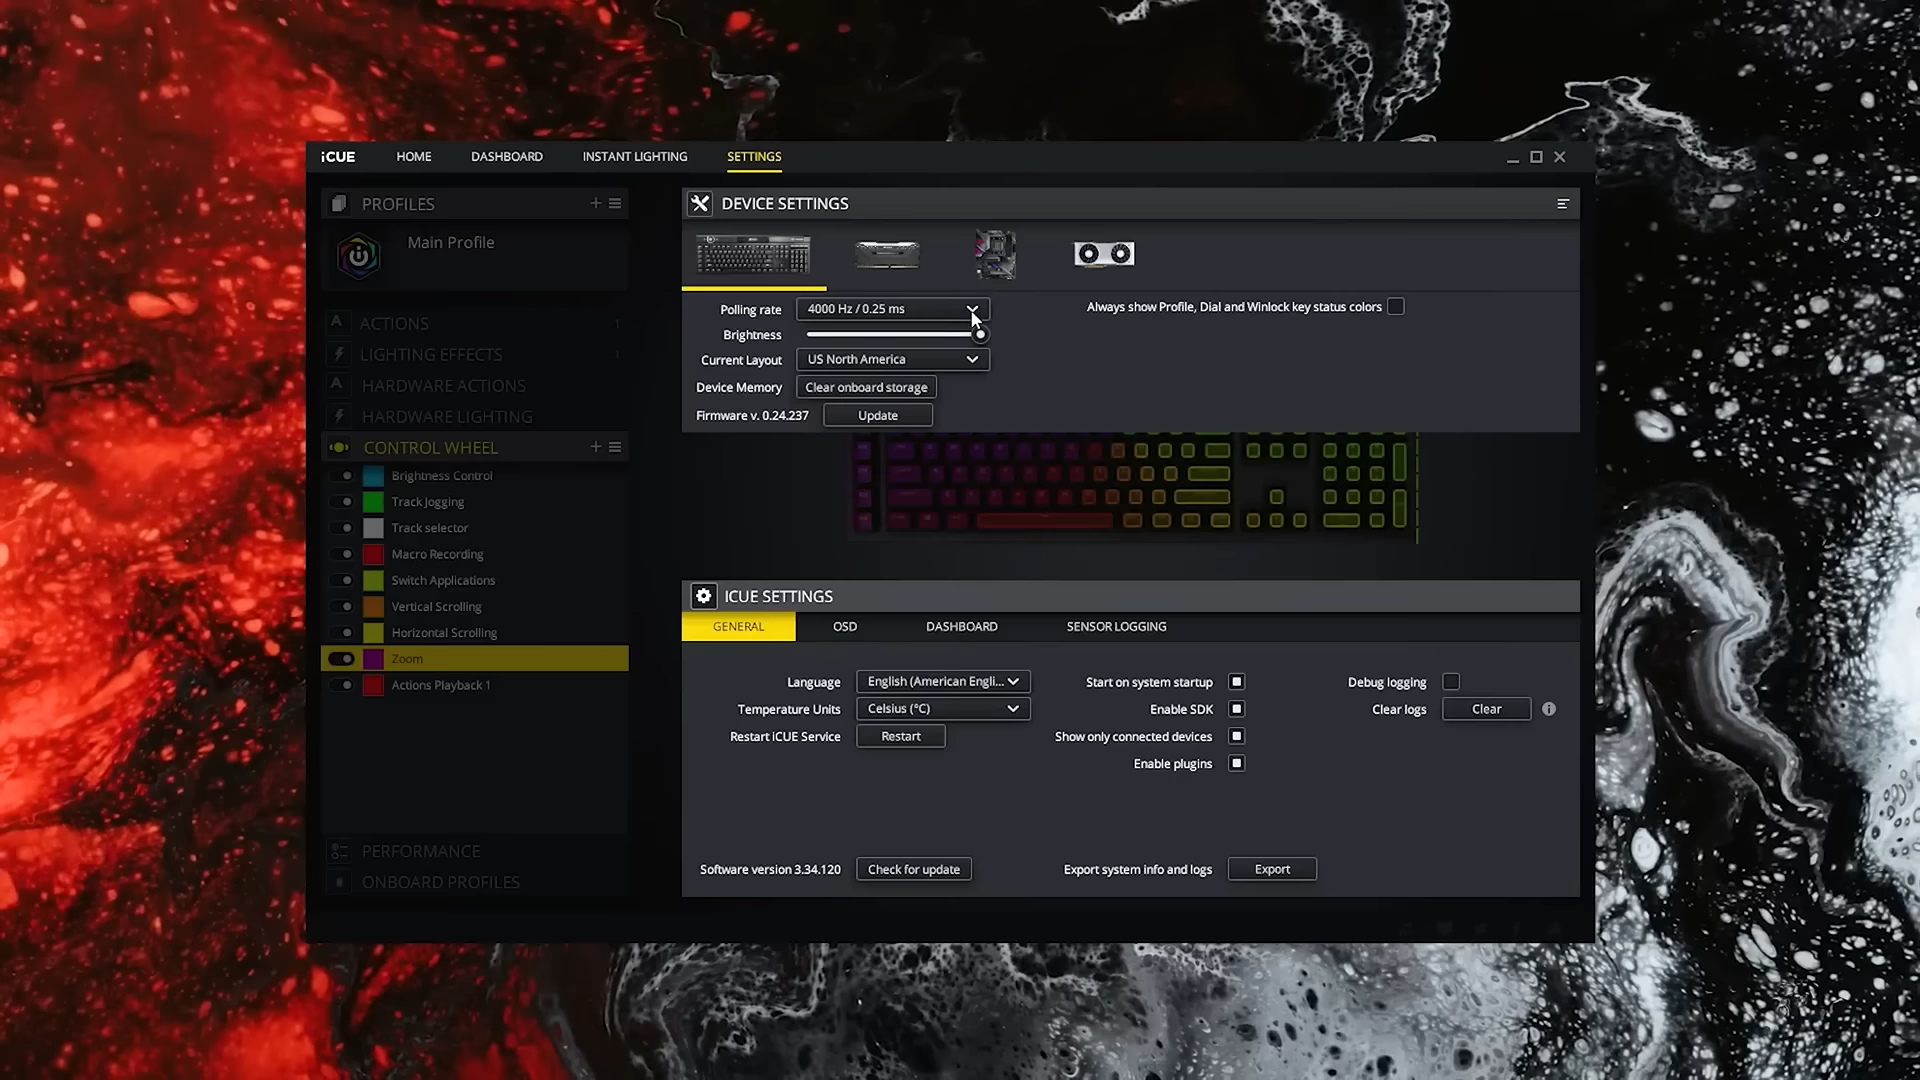 iCUE HOME DASHBOARD INSTANT LIGHTING SETTINGS
PROFILES
Main Profile
ACTIONS 1
LIGHTING EFFECTS 1
HARDWARE ACTIONS
HARDWARE LIGHTING
CONTROL WHEEL
Brightness Control
Track Jogging
Track selector
Macro Recording
Switch Applications
Vertical Scrolling
Horizontal Scrolling
Zoom
Actions Playback 1
PERFORMANCE
ONBOARD PROFILES
DEVICE SETTINGS
Polling rate 4000 Hz / 0.25 ms Always show Profile, Dial and Winlock key status colors
Brightness
Current Layout US North America
Device Memory Clear onboard storage
Firmware v. 0.24.237 Update
ICUE SETTINGS
GENERAL OSD DASHBOARD SENSOR LOGGING
Language English (American Engli... Start on system startup Debug logging
Temperature Units Celsius (°C) Enable SDK Clear logs Clear
Restart iCUE Service Restart Show only connected devices
Enable plugins
Software version 3.34.120 Check for update Export system info and logs Export